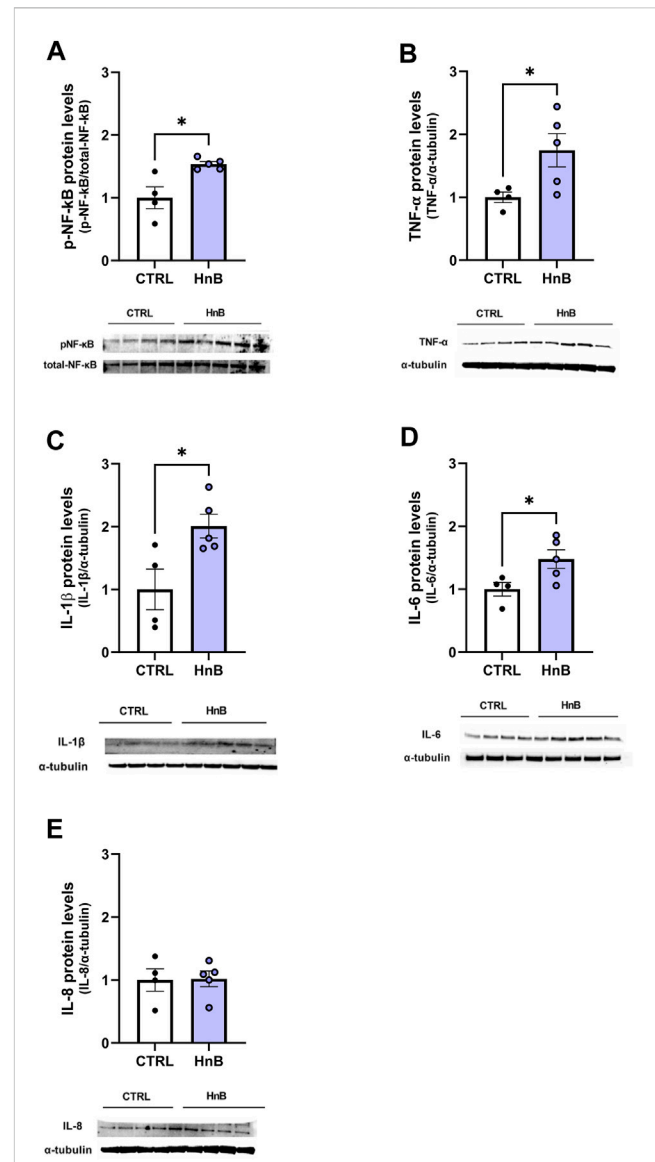 A
p-NF-kB protein levels
(p-NF-kB/total-NF-kB)
3
2
1
0
*
CTRL
HnB
CTRL
HnB
pNF-κB
total-NF-κB
B
TNF-α protein levels
(TNF-α/α-tubulin)
3
2
1
0
*
CTRL
HnB
CTRL
HnB
TNF-α
α-tubulin
C
IL-1β protein levels
(IL-1β/α-tubulin)
3
2
1
0
*
CTRL
HnB
CTRL
HnB
IL-1β
α-tubulin
D
IL-6 protein levels
(IL-6/α-tubulin)
3
2
1
0
*
CTRL
HnB
CTRL
HnB
IL-6
α-tubulin
E
IL-8 protein levels
(IL-8/α-tubulin)
3
2
1
0
CTRL
HnB
CTRL
HnB
IL-8
α-tubulin